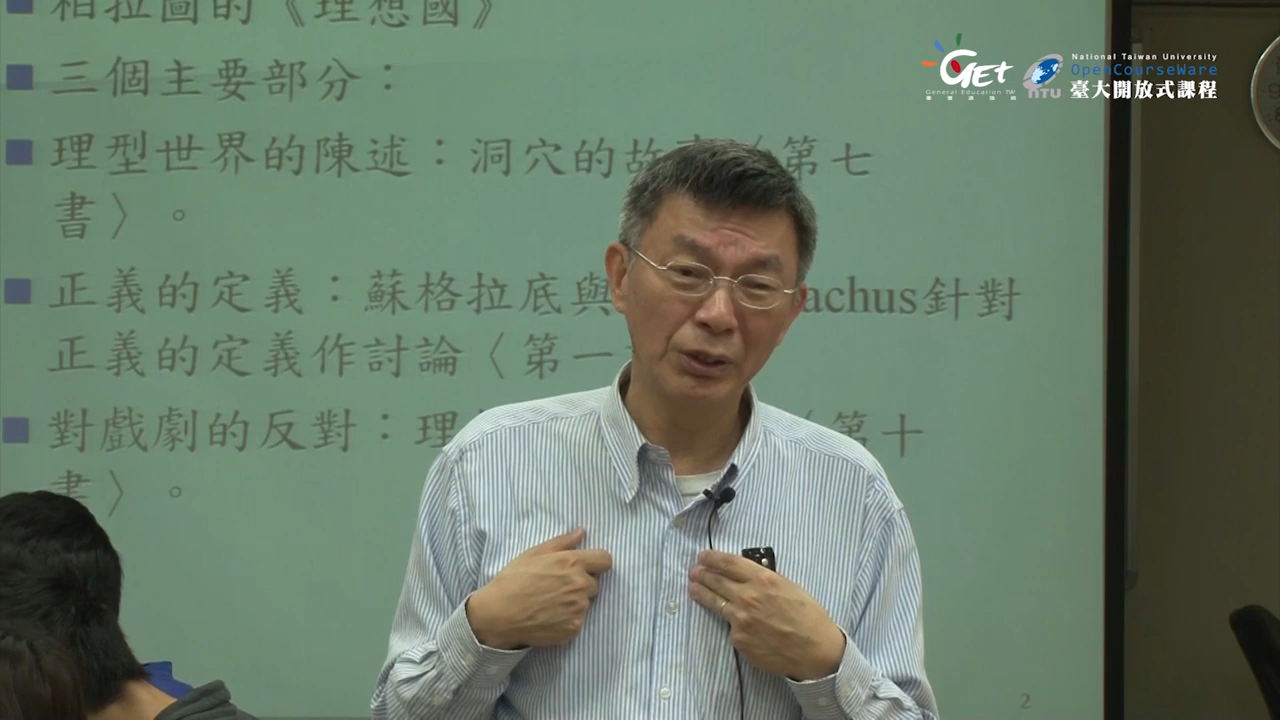 柏拉圖的《理想國》
三個主要部分：
理型世界的陳述：洞穴的故 〈第七
書〉。
正義的定義：蘇格拉底與 achus針對
正義的定義作討論〈第一
對戲劇的反對：理 〈第十
書〉。
2
GEt
General Education TW
National Taiwan University
OpenCourseWare
NTU
臺大開放式課程